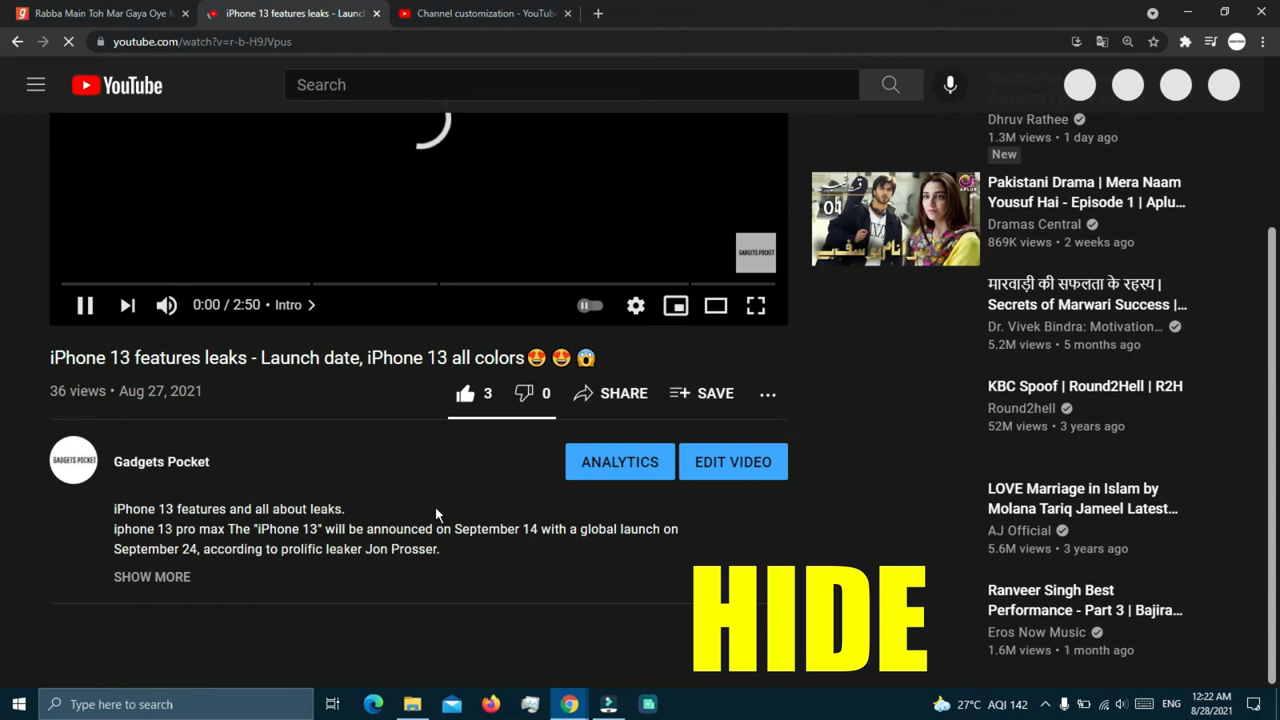 Rabba Main Toh Mar Gaya Oye M
iPhone 13 features leaks - Launc
Channel customization - YouTube
youtube.com/watch?v=r-b-H9JVpus
YouTube
Search
GADGETS POCKET
0:00 / 2:50 • Intro
iPhone 13 features leaks - Launch date, iPhone 13 all colors😍😍😱
36 views • Aug 27, 2021
3
0
SHARE
SAVE
GADGETS POCKET
Gadgets Pocket
ANALYTICS
EDIT VIDEO
iPhone 13 features and all about leaks.
iphone 13 pro max The "iPhone 13" will be announced on September 14 with a global launch on
September 24, according to prolific leaker Jon Prosser.
SHOW MORE
HIDE
Dhruv Rathee
1.3M views • 1 day ago
New
Pakistani Drama | Mera Naam
Yousuf Hai - Episode 1 | Aplu...
Dramas Central
869K views • 2 weeks ago
मारवाड़ी की सफलता के रहस्य |
Secrets of Marwari Success |...
Dr. Vivek Bindra: Motivation...
5.2M views • 5 months ago
KBC Spoof | Round2Hell | R2H
Round2hell
52M views • 3 years ago
LOVE Marriage in Islam by
Molana Tariq Jameel Latest...
AJ Official
5.6M views • 3 years ago
Ranveer Singh Best
Performance - Part 3 | Bajira...
Eros Now Music
1.6M views • 1 month ago
Type here to search
27°C AQI 142
ENG
12:22 AM
8/28/2021